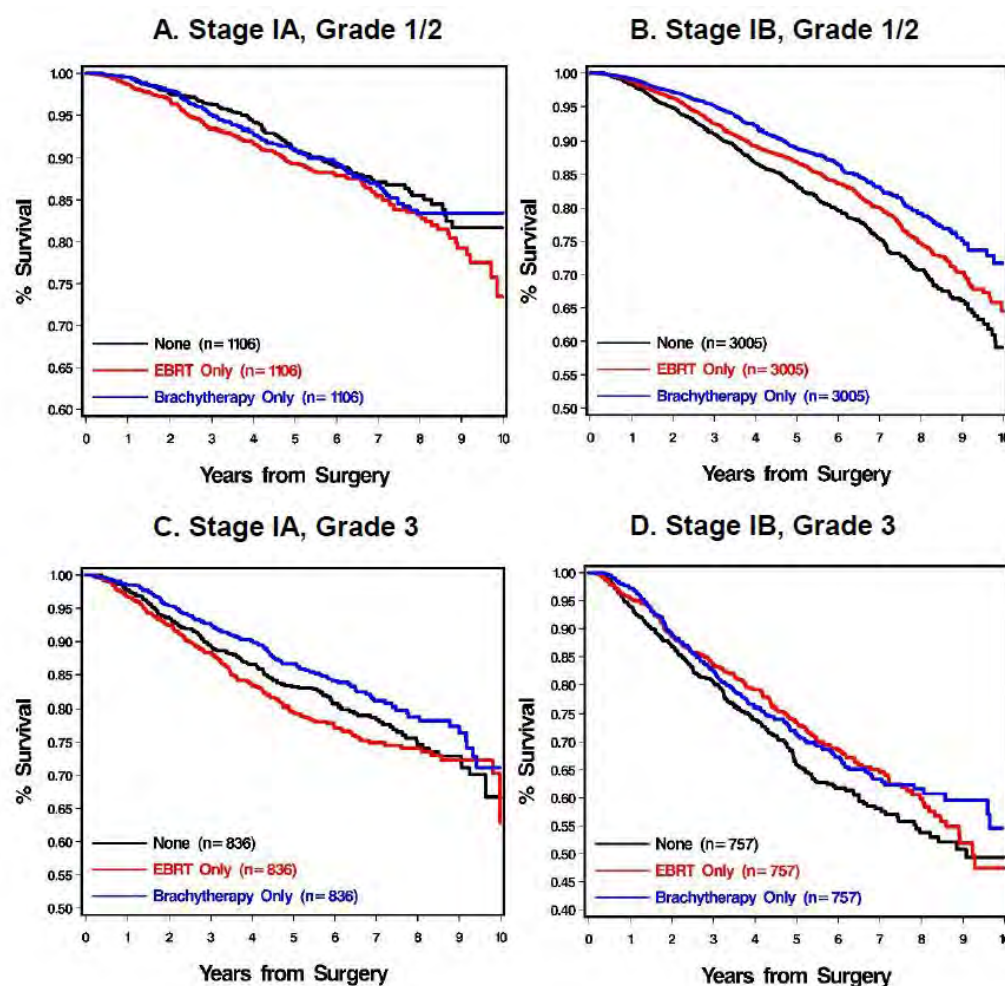 A. Stage IA, Grade 1/2
% Survival
1.00
0.95
0.90
0.85
0.80
0.75
0.70
0.65
0.60
None (n= 1106)
EBRT Only (n= 1106)
Brachytherapy Only (n= 1106)
0 1 2 3 4 5 6 7 8 9 10
Years from Surgery
B. Stage IB, Grade 1/2
% Survival
1.00
0.95
0.90
0.85
0.80
0.75
0.70
0.65
0.60
0.55
0.50
None (n= 3005)
EBRT Only (n= 3005)
Brachytherapy Only (n= 3005)
0 1 2 3 4 5 6 7 8 9 10
Years from Surgery
C. Stage IA, Grade 3
% Survival
1.00
0.95
0.90
0.85
0.80
0.75
0.70
0.65
0.60
0.55
0.50
None (n= 836)
EBRT Only (n= 836)
Brachytherapy Only (n= 836)
0 1 2 3 4 5 6 7 8 9 10
Years from Surgery
D. Stage IB, Grade 3
% Survival
1.00
0.95
0.90
0.85
0.80
0.75
0.70
0.65
0.60
0.55
0.50
0.45
0.40
None (n= 757)
EBRT Only (n= 757)
Brachytherapy Only (n= 757)
0 1 2 3 4 5 6 7 8 9 10
Years from Surgery